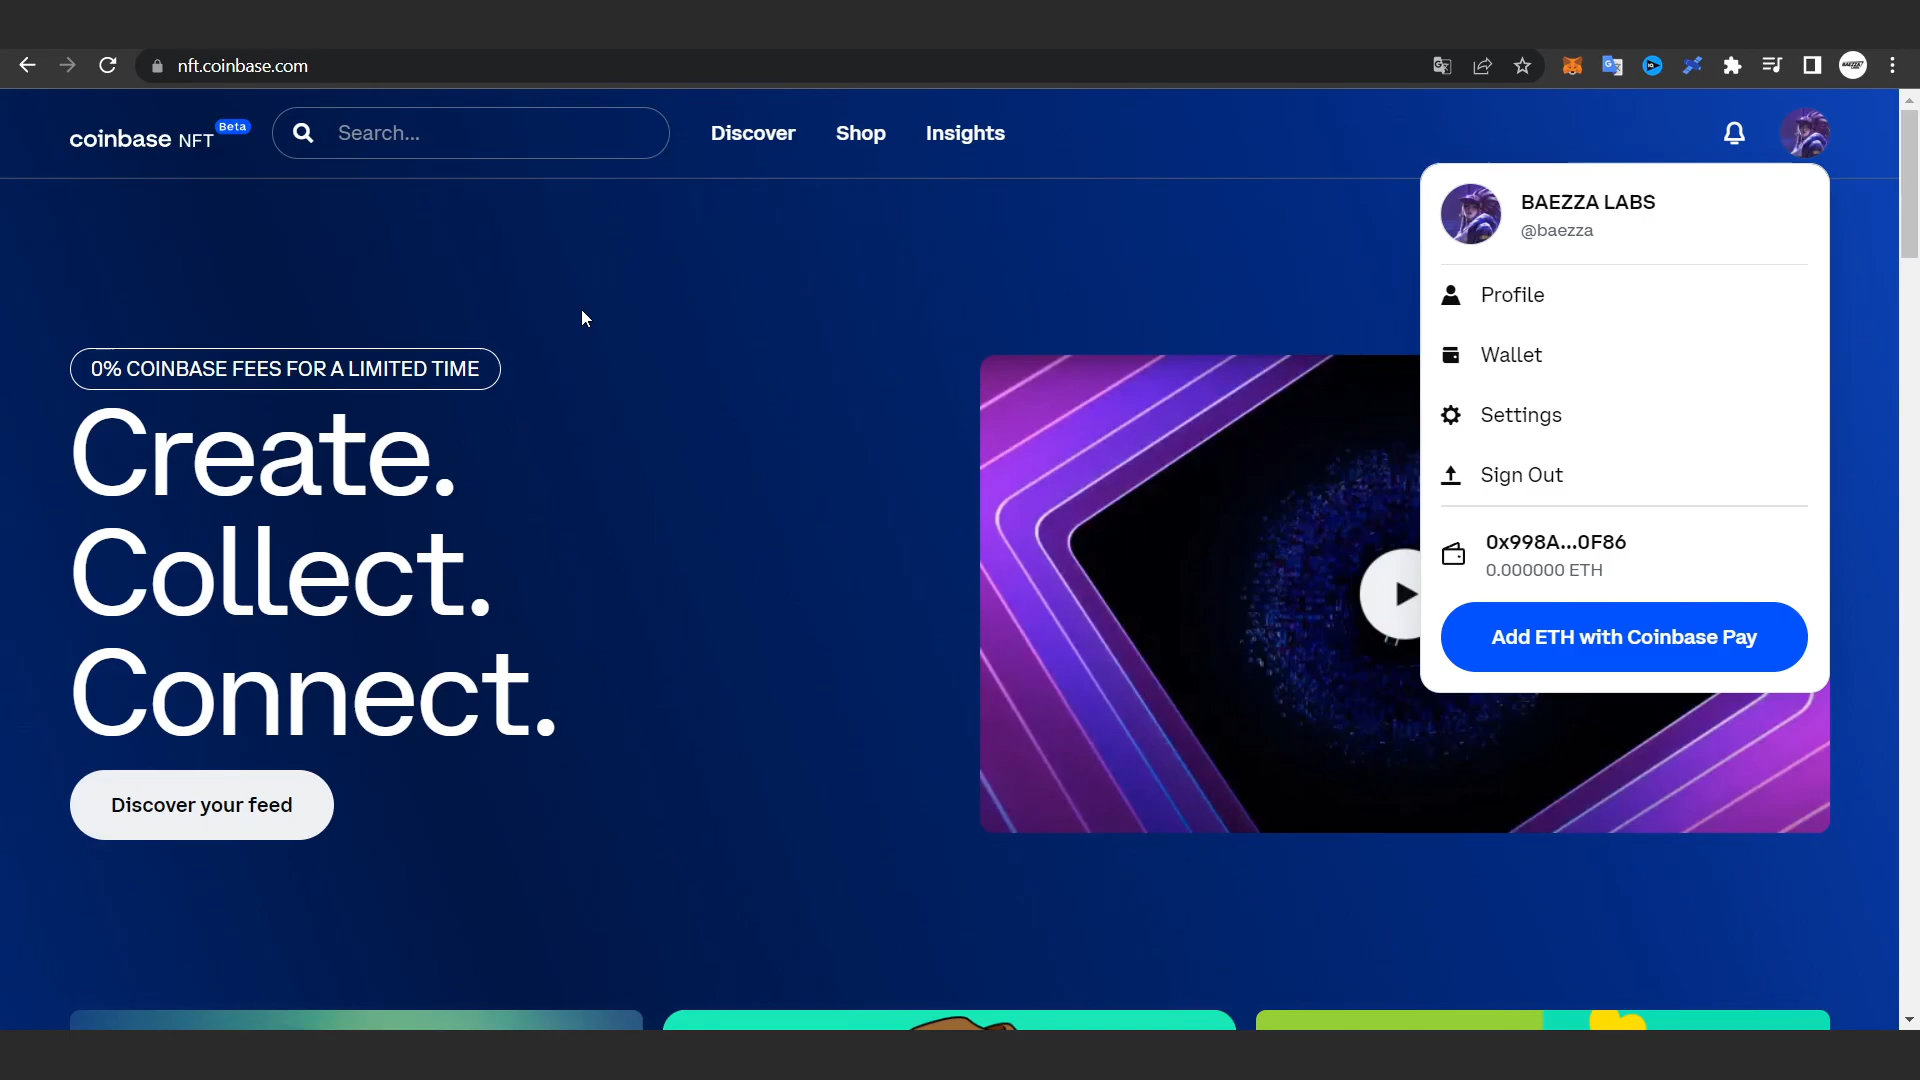 nft.coinbase.com
coinbase NFT Beta
Search...
Discover
Shop
Insights
BAEZZA LABS
@baezza
Profile
Wallet
Settings
Sign Out
0x998A...0F86
0.000000 ETH
Add ETH with Coinbase Pay
0% COINBASE FEES FOR A LIMITED TIME
Create.
Collect.
Connect.
Discover your feed